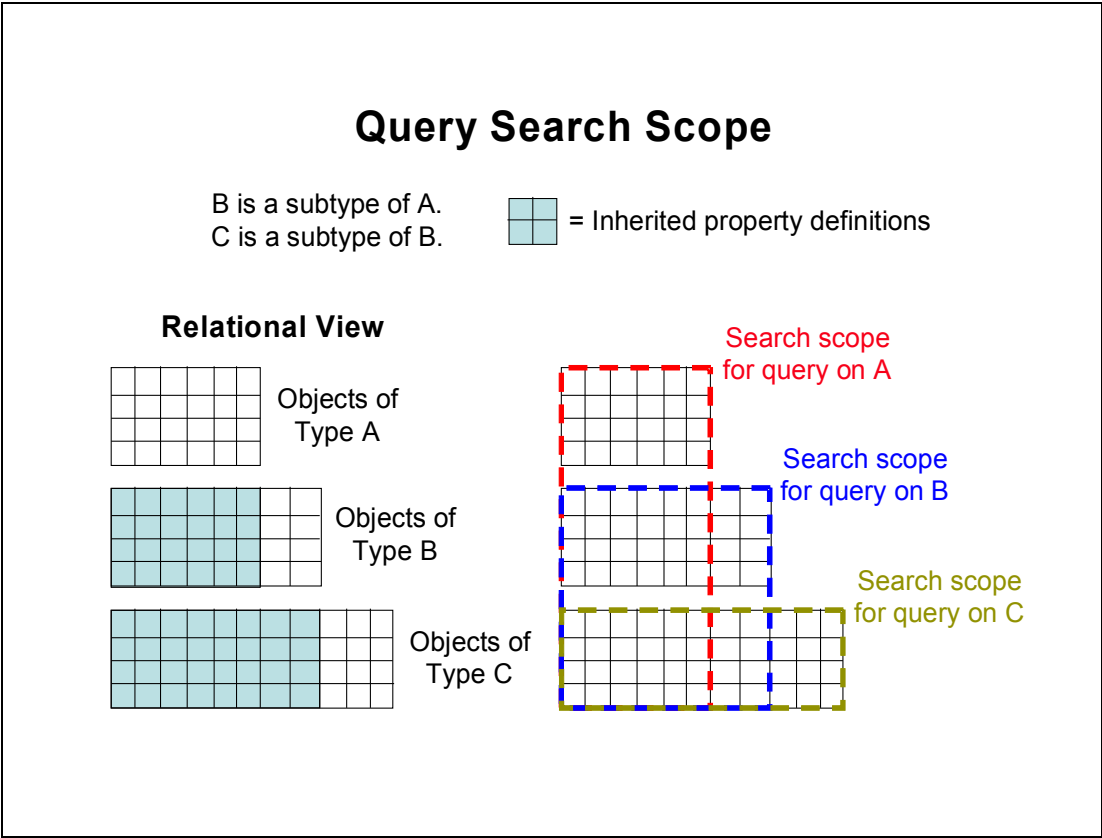 Query Search Scope
B is a subtype of A.
C is a subtype of B.
= Inherited property definitions
Relational View
Objects of
Type A
Objects of
Type B
Objects of
Type C
Search scope
for query on A
Search scope
for query on B
Search scope
for query on C